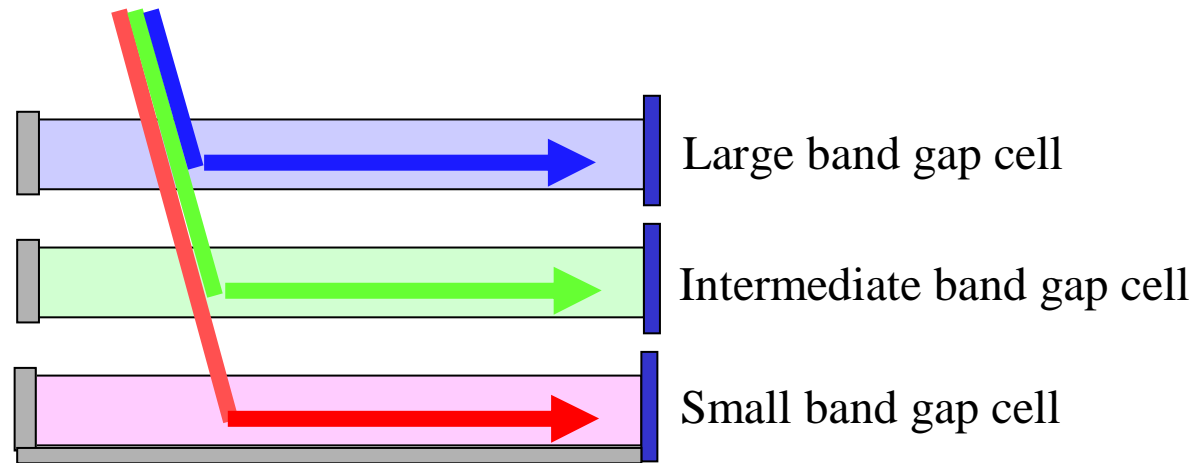 Large band gap cell
Intermediate band gap cell
Small band gap cell